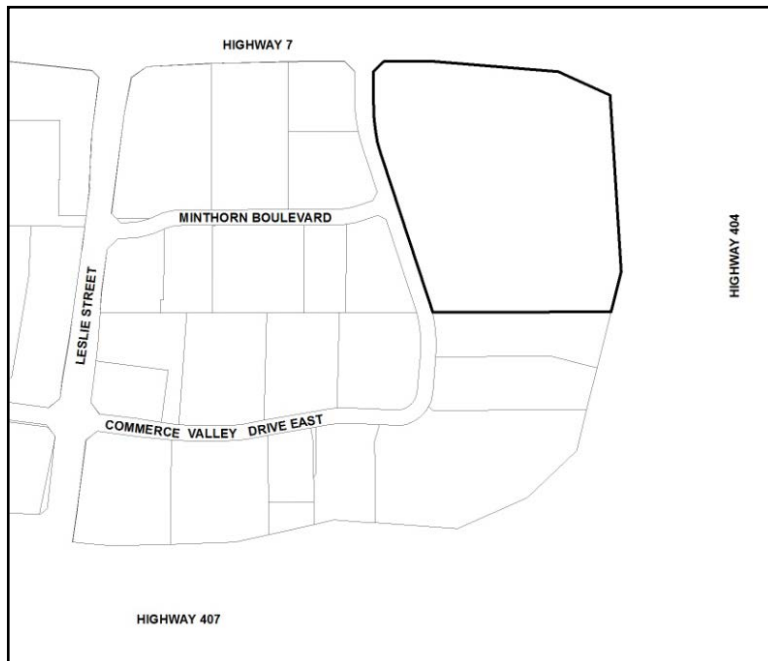 HIGHWAY 7
MINTHORN BOULEVARD
HIGHWAY 404
LESLIE STREET
COMMERCE VALLEY DRIVE EAST
HIGHWAY 407